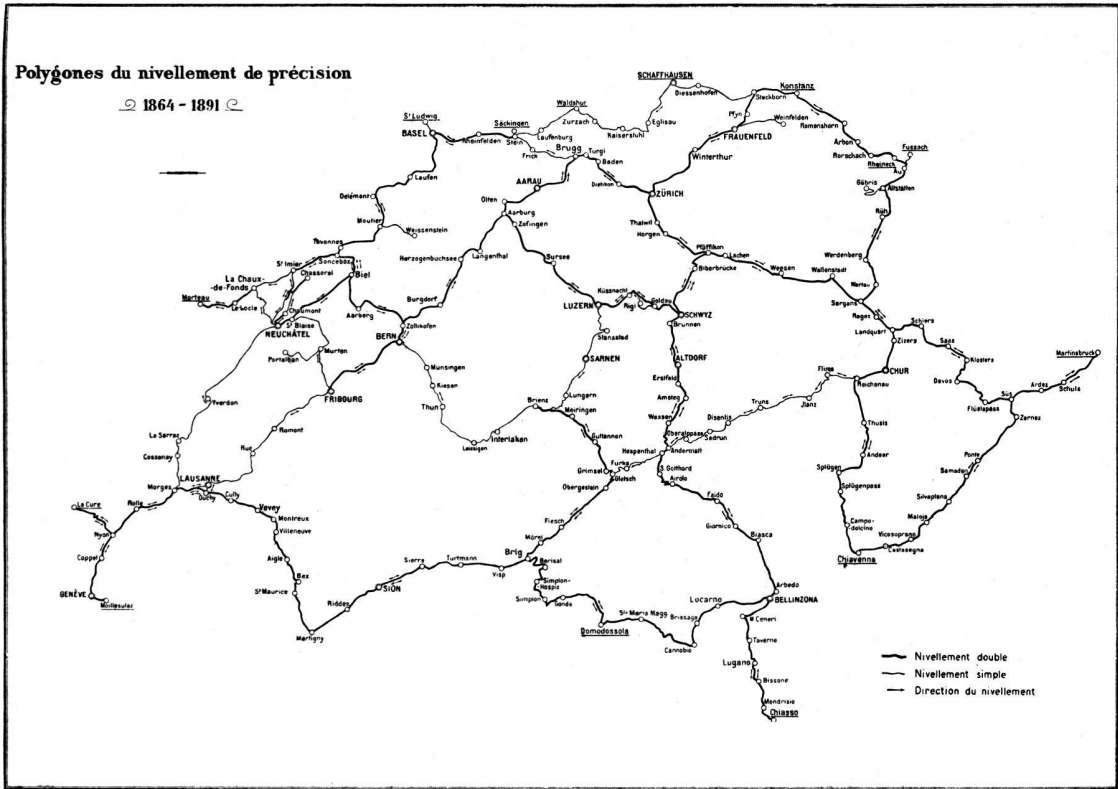 Polygones du nivellement de précision
1864 - 1891
SCHAFFHAUSEN
Diessenhofen
Steckborn
Konstanz
Waldshut
Zurzach
Kaiserstuhl
Eglisau
Pfyn
Weinfelden
FRAUENFELD
Romanshorn
Arbon
Rorschach
Rheineck
Fussach
Au
Gäbris
Altstätten
Rüti
St Ludwig
BASEL
Rheinfelden
Säckingen
Stein
Laufenburg
Frick
Brugg
Turgi
Baden
Dietikon
Winterthur
ZÜRICH
Laufen
Delémont
Moutier
Weissenstein
AARAU
Olten
Aarburg
Zofingen
Thalwil
Horgen
Pfäffikon
Lachen
Biberbrücke
Weesen
Wallenstadt
Werdenberg
Wartau
Sargans
Ragaz
Tavannes
Sonceboz
St Imier
Chasseral
La Chaux-
de-Fonds
Morteau
Le Locle
Biel
Chaumont
St Blaise
NEUCHÂTEL
Aarberg
Herzogenbuchsee
Langenthal
Burgdorf
Zollikofen
BERN
Sursee
LUZERN
Küssnacht
Rigi
Goldau
SCHWYZ
Brunnen
Stansstad
SARNEN
Landquart
Schiers
Zizers
Saas
Klosters
Davos
CHUR
Martinsbruck
Portalban
Murten
FRIBOURG
Münsingen
Kiesen
Thun
Leissigen
Interlaken
Brienz
Lungern
Meiringen
ALTDORF
Erstfeld
Amsteg
Wassen
Flims
Reichenau
Ilanz
Truns
Disentis
Sedrun
Oberalppass
Andermatt
Hospenthal
Flüelapass
Süs
Ardez
Schuls
Zernez
Yverdon
La Sarraz
Cossonay
Romont
Rue
LAUSANNE
Morges
Ouchy
Cully
Vevey
Montreux
Villeneuve
Guttannen
Grimsel
Furka
Gletsch
Obergestein
S. Gotthard
Airolo
Faido
Giornico
Biasca
Thusis
Andeer
Splügen
Splügenpass
Campo-
dolcino
Chiavenna
Ponte
Samaden
Silvaplana
Maloja
Vicosoprano
Castasegna
La Cure
Rolle
Nyon
Coppet
GENÈVE
Moillesulaz
Aigle
Bex
St Maurice
Martigny
Riddes
SION
Sierre
Turtmann
Visp
Brig
Mörel
Fiesch
Berisal
Simplon-
Hospiz
Simplon
Gondo
Domodossola
Sta Maria Magg.
Cannobio
Brissago
Locarno
Arbedo
BELLINZONA
M. Ceneri
Taverne
Lugano
Bissone
Mendrisio
Chiasso
Nivellement double
Nivellement simple
Direction du nivellement